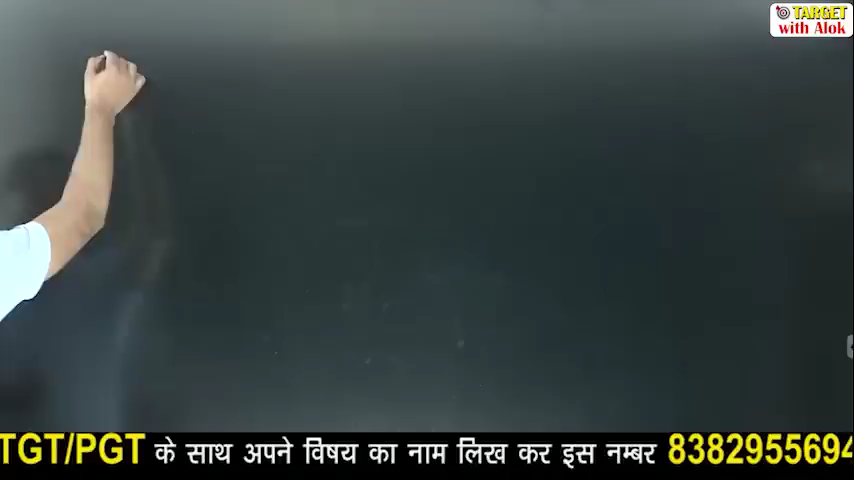 TARGET
with Alok
TGT/PGT के साथ अपने विषय का नाम लिख कर इस नम्बर 8382955694